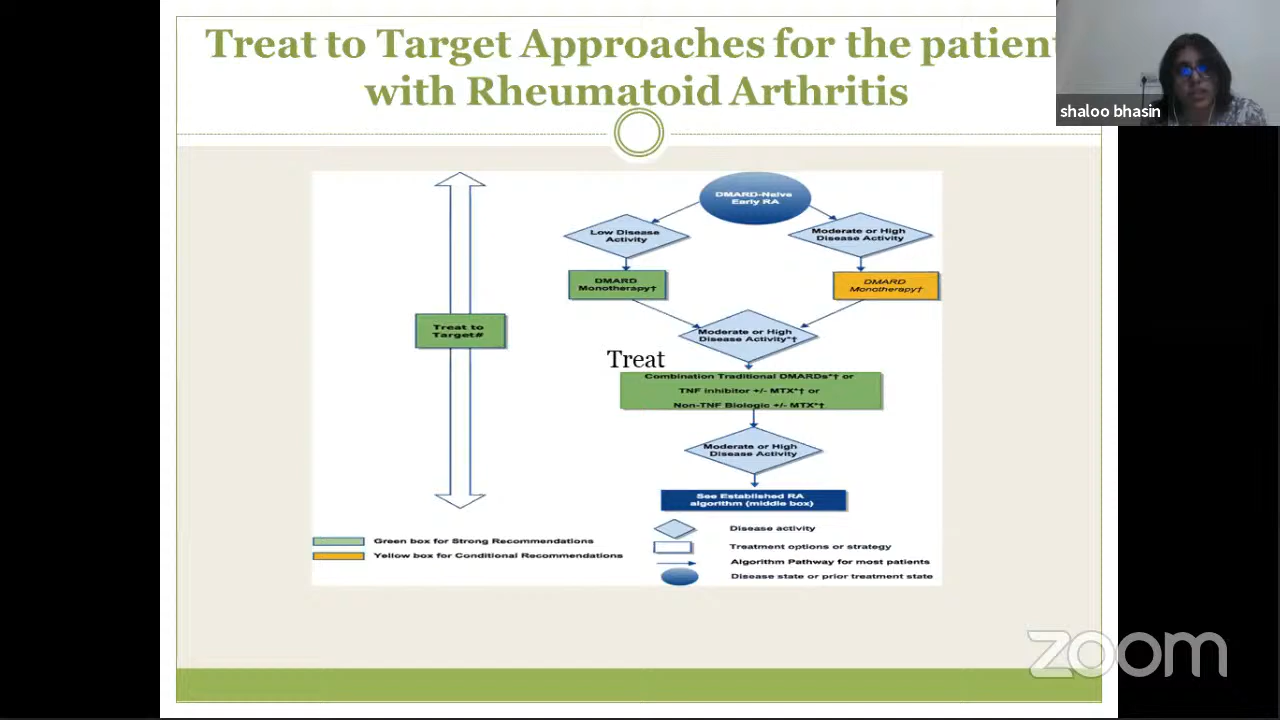 Treat to Target Approaches for the patient
with Rheumatoid Arthritis
shaloo bhasin
DMARD-Naive
Early RA
Low Disease
Activity
Moderate or High
Disease Activity
DMARD
Monotherapy†
DMARD
Monotherapy†
Treat to
Target#
Moderate or High
Disease Activity*†
Treat
Combination Traditional DMARDs*† or
TNF inhibitor +/- MTX*† or
Non-TNF Biologic +/- MTX*†
Moderate or High
Disease Activity
See Established RA
algorithm (middle box)
Green box for Strong Recommendations
Yellow box for Conditional Recommendations
Disease activity
Treatment options or strategy
Algorithm Pathway for most patients
Disease state or prior treatment state
zoom